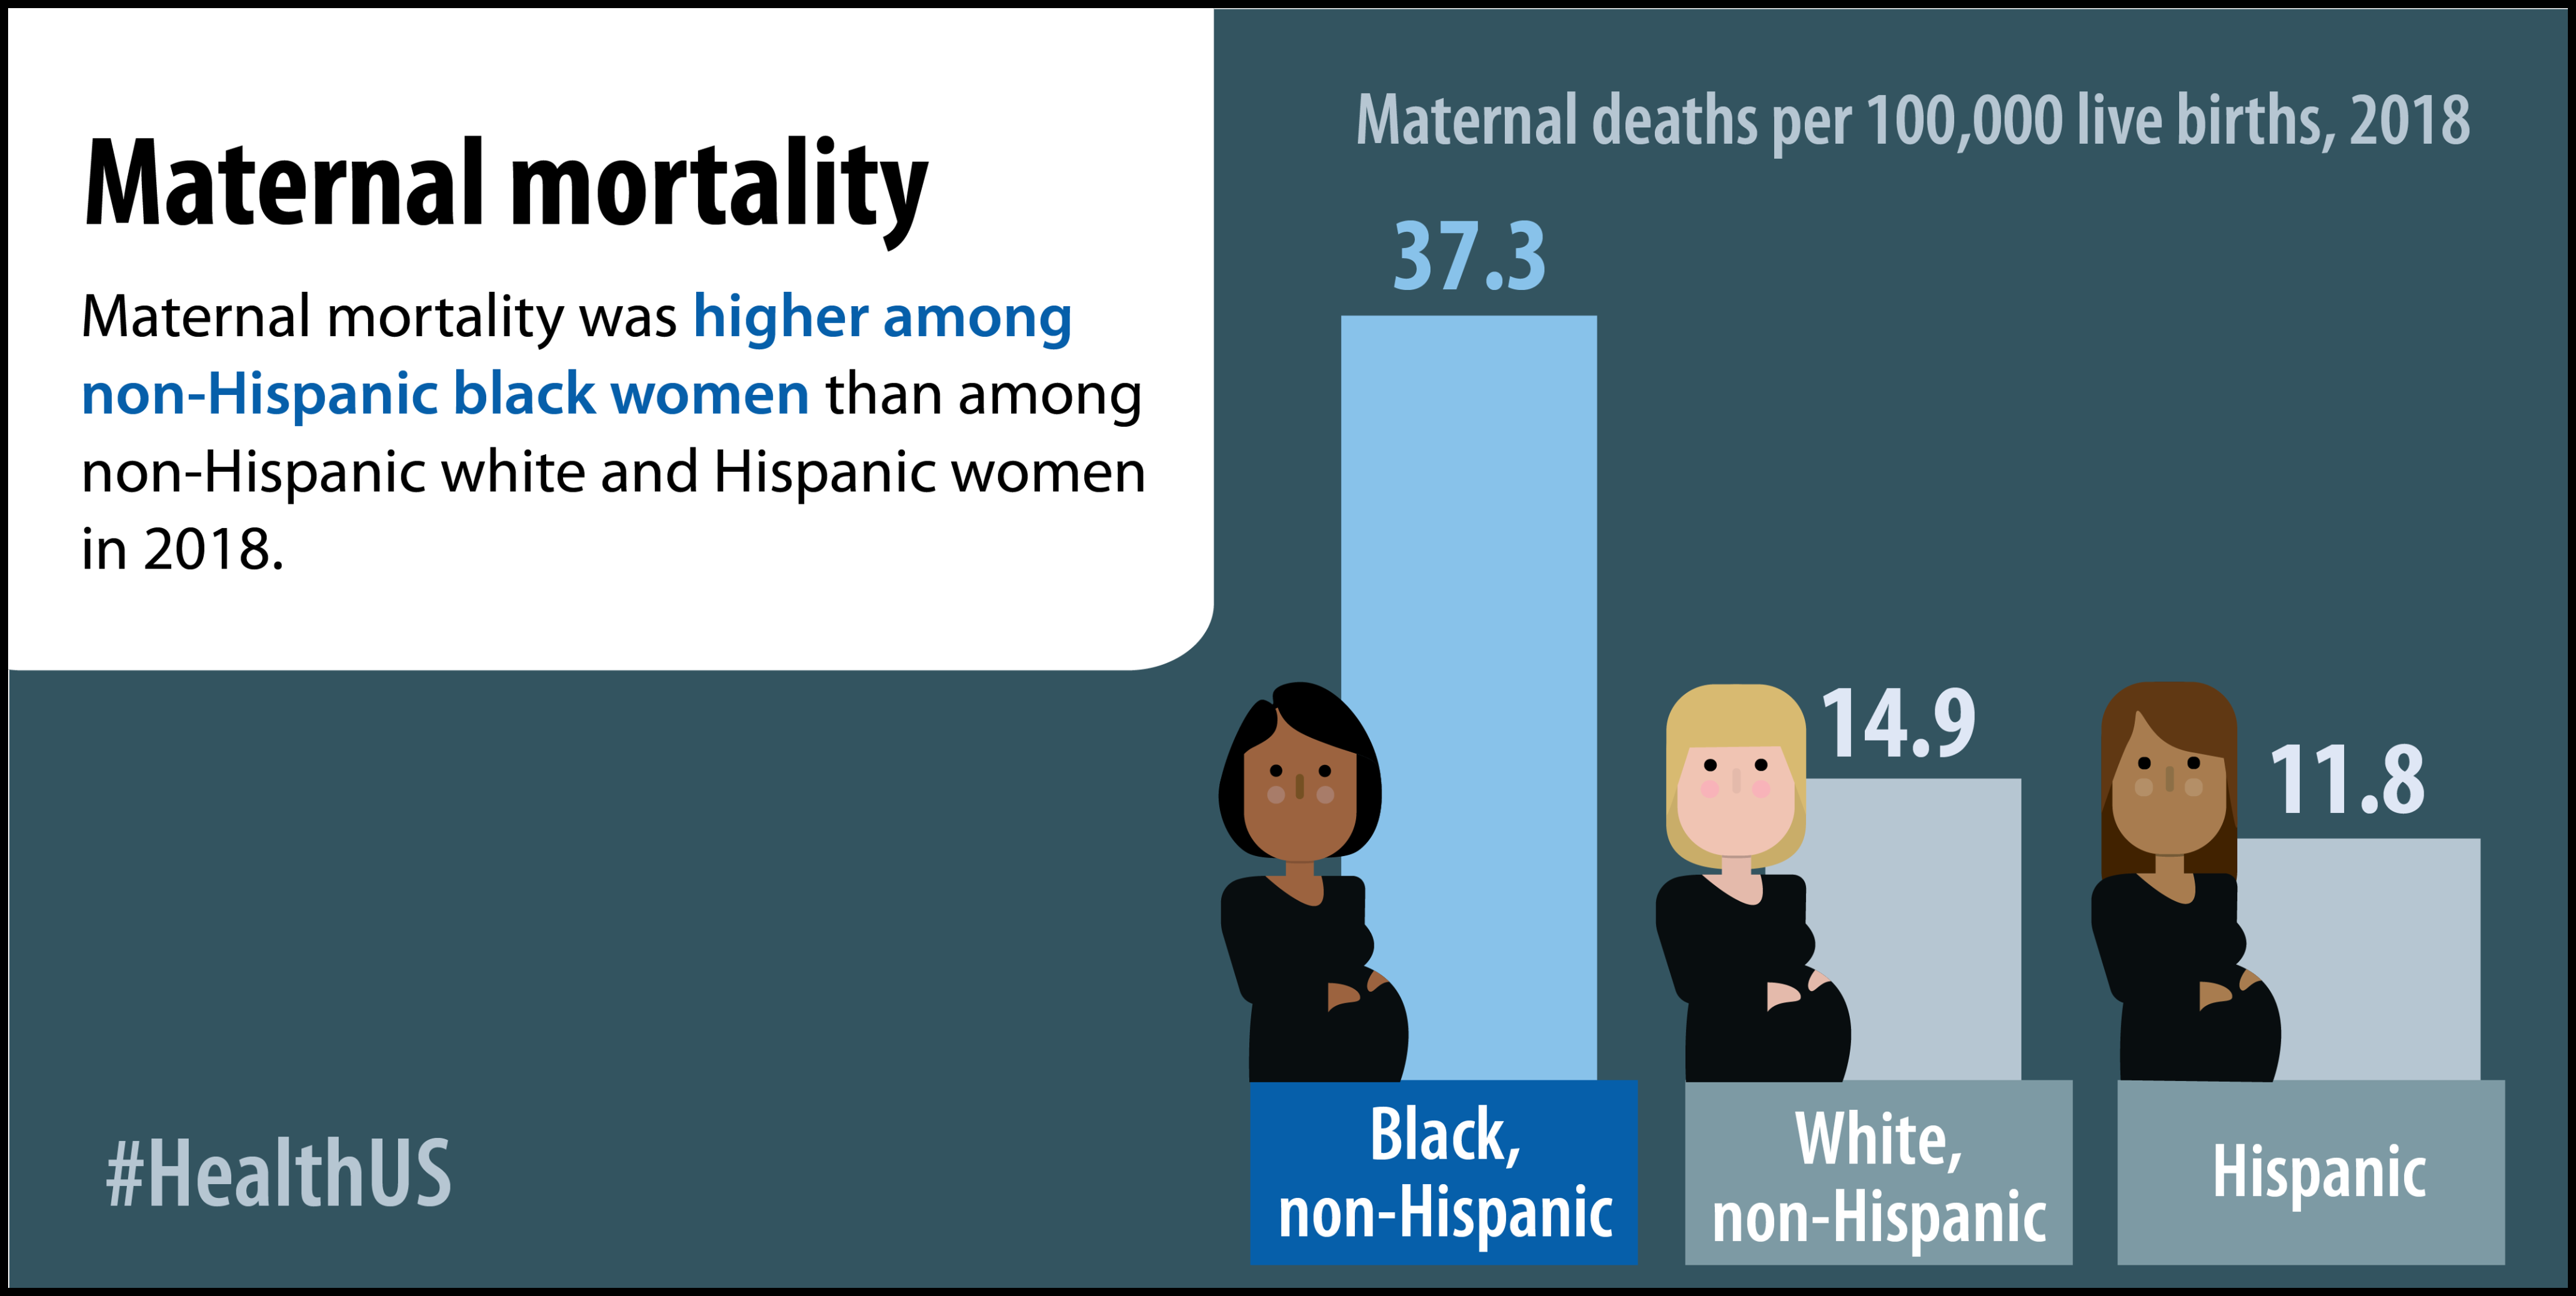 Maternal mortality
Maternal mortality was higher among
non-Hispanic black women than among
non-Hispanic white and Hispanic women
in 2018.
#HealthUS
Maternal deaths per 100,000 live births, 2018
37.3
14.9
11.8
Black,
non-Hispanic
White,
non-Hispanic
Hispanic